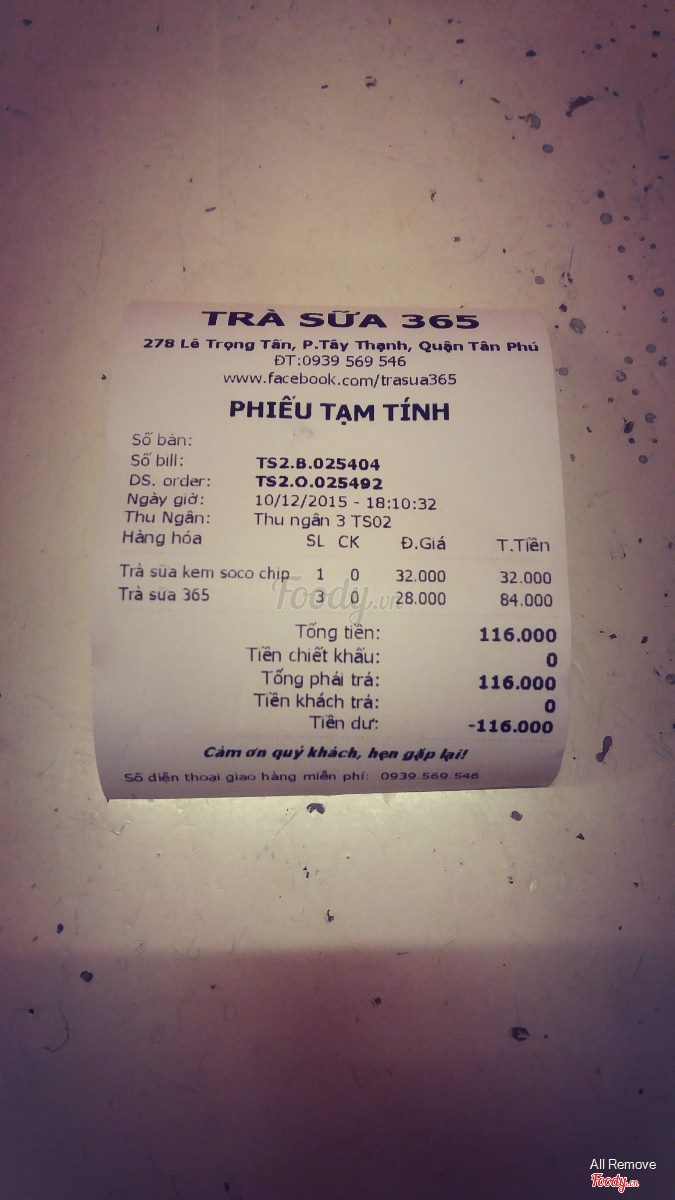 TRÀ SỮA 365
278 Lê Trọng Tấn, P.Tây Thạnh, Quận Tân Phú
ĐT:0939 569 546
www.facebook.com/trasua365
PHIẾU TẠM TÍNH
Số bàn:
Số bill: TS2.B.025404
DS. order: TS2.O.025492
Ngày giờ: 10/12/2015 - 18:10:32
Thu Ngân: Thu ngân 3 TS02
Hàng hóa SL CK Đ.Giá T.Tiền
Trà sữa kem soco chip 1 0 32.000 32.000
Trà sữa 365 3 0 28.000 84.000
Foody.vn
Tổng tiền: 116.000
Tiền chiết khấu: 0
Tổng phải trả: 116.000
Tiền khách trả: 0
Tiền dư: -116.000
Cảm ơn quý khách, hẹn gặp lại!
Số điện thoại giao hàng miễn phí: 0939.569.546
All Remove
Foody.vn